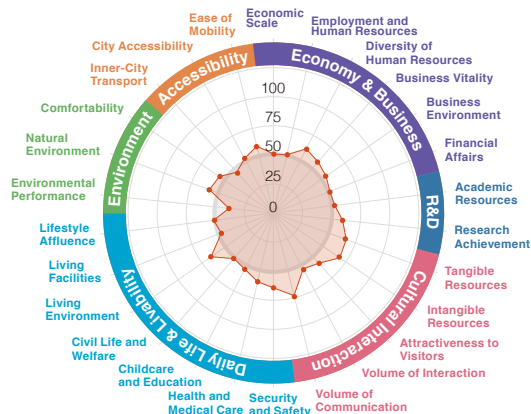 Economic
Scale
Employment and
Human Resources
Diversity of
Human Resources
Business Vitality
Business
Environment
Financial
Affairs
Academic
Resources
Research
Achievement
Tangible
Resources
Intangible
Resources
Attractiveness to
Visitors
Volume of Interaction
Volume of
Communication
Security
and Safety
Health and
Medical Care
Childcare
and Education
Civil Life and
Welfare
Living
Environment
Living
Facilities
Lifestyle
Affluence
Environmental
Performance
Natural
Environment
Comfortability
Inner-City
Transport
City Accessibility
Ease of
Mobility
Economy & Business
R&D
Cultural Interaction
Daily Life & Livability
Environment
Accessibility
100
75
50
25
0